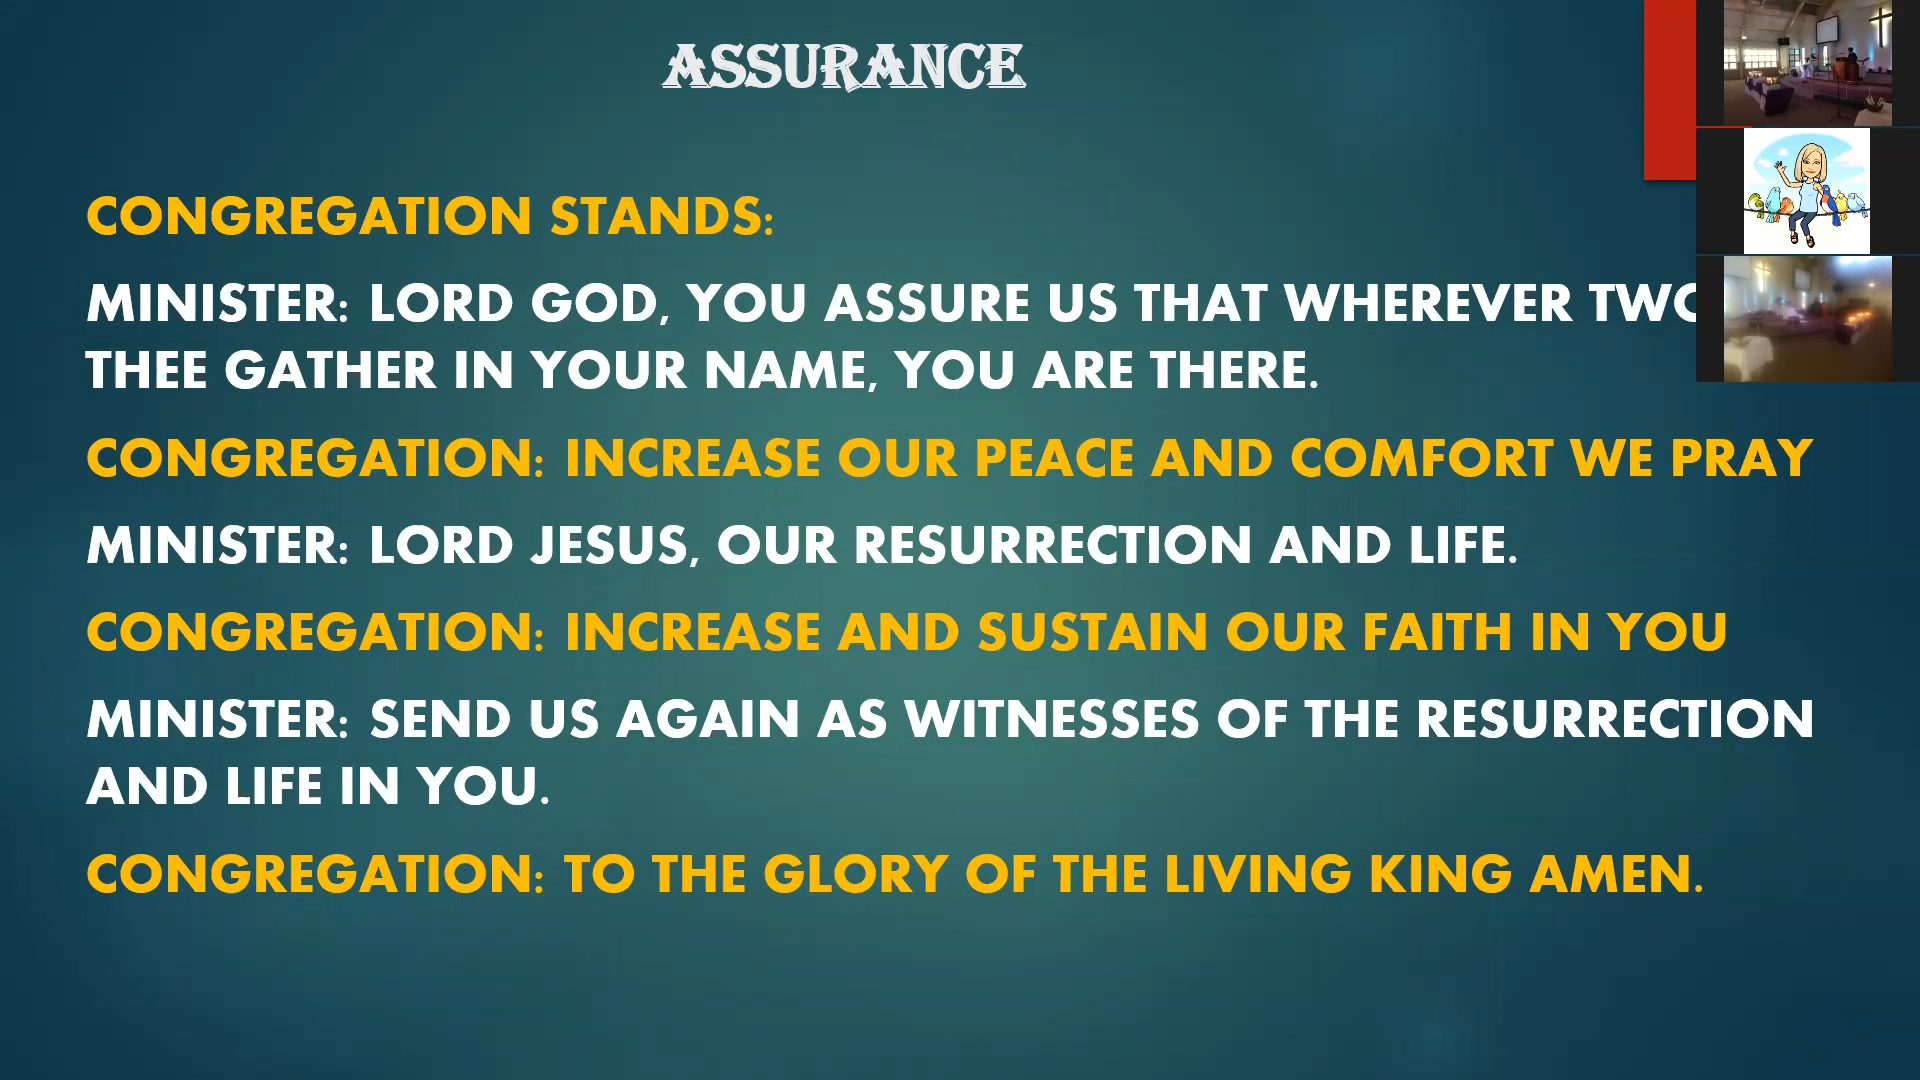 ASSURANCE
CONGREGATION STANDS:
MINISTER: LORD GOD, YOU ASSURE US THAT WHEREVER
THEE GATHER IN YOUR NAME, YOU ARE THERE.
CONGREGATION: INCREASE OUR PEACE AND COMFORT WE PRAY
MINISTER: LORD JESUS, OUR RESURRECTION AND LIFE.
CONGREGATION: INCREASE AND SUSTAIN OUR FAITH IN YOU
MINISTER: SEND US AGAIN AS WITNESSES OF THE RESURRECTION
AND LIFE IN YOU.
CONGREGATION: TO THE GLORY OF THE LIVING KING AMEN.